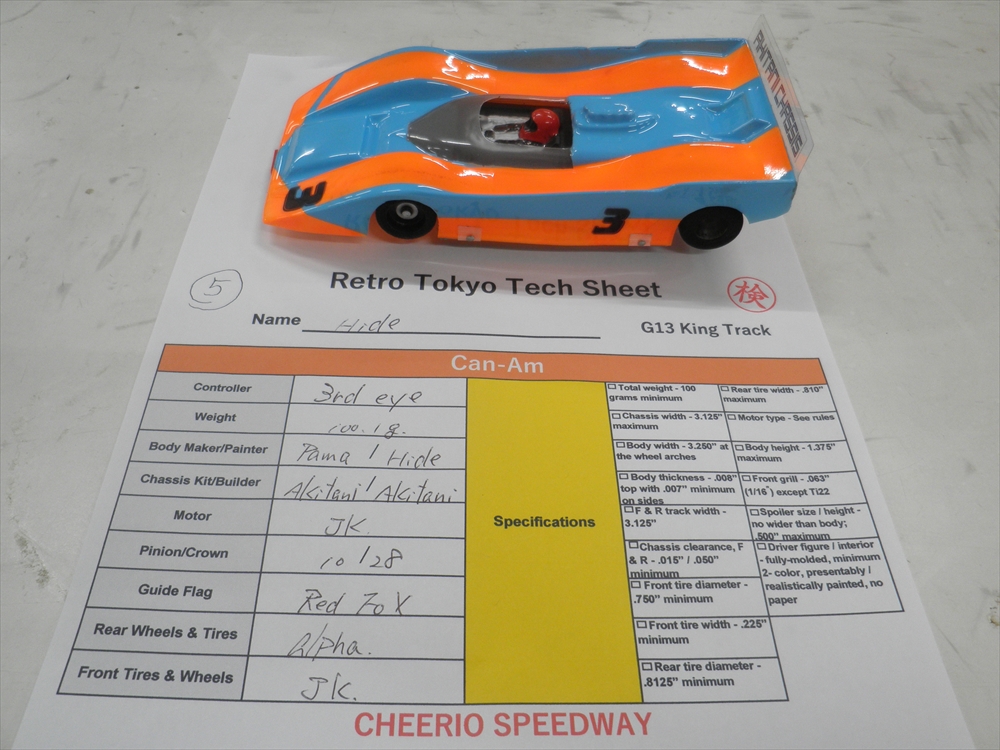 AKITANI CHASSIS
3
3
Retro Tokyo Tech Sheet
5
検
Name Hide
G13 King Track
Can-Am
Controller
3rd eye
Weight
100.1g.
Body Maker/Painter
Pama / Hide
Chassis Kit/Builder
Akitani / Akitani
Motor
JK
Pinion/Crown
10 / 28
Guide Flag
Red Fox
Rear Wheels & Tires
Alpha.
Front Tires & Wheels
JK.
Specifications
Total weight - 100
grams minimum
Chassis width - 3.125"
maximum
Body width - 3.250" at
the wheel arches
Body thickness - .008"
top with .007" minimum
on sides
F & R track width -
3.125"
Chassis clearance, F
& R - .015" / .050"
minimum
Front tire diameter -
.750" minimum
Front tire width - .225"
minimum
Rear tire diameter -
.8125" minimum
Rear tire width - .810"
maximum
Motor type - See rules
Body height - 1.375"
maximum
Front grill - .063"
(1/16") except Ti22
Spoiler size / height -
no wider than body;
.500" maximum
Driver figure / interior
- fully-molded, minimum
2- color, presentably /
realistically painted, no
paper
CHEERIO SPEEDWAY